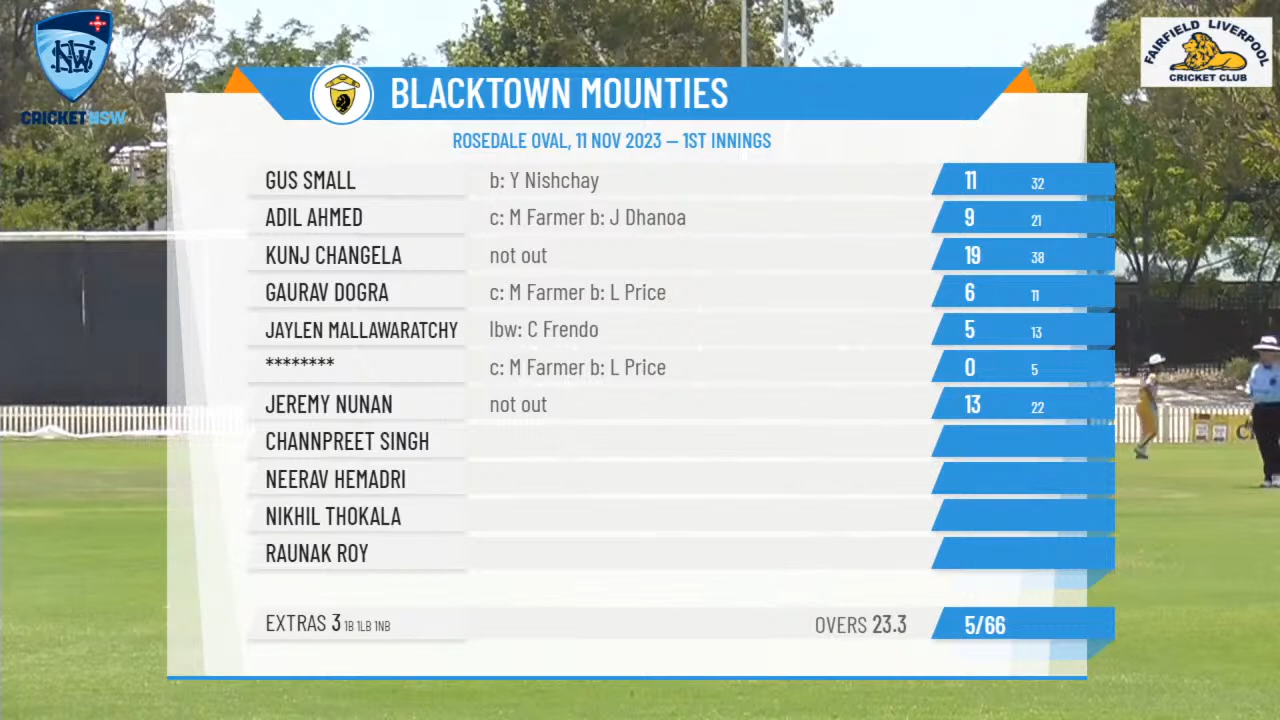 BLACKTOWN MOUNTIES
ROSEDALE OVAL, 11 NOV 2023 – 1ST INNINGS
GUS SMALL b: Y Nishchay 11 32
ADIL AHMED c: M Farmer b: J Dhanoa 9 21
KUNJ CHANGELA not out 19 38
GAURAV DOGRA c: M Farmer b: L Price 6 11
JAYLEN MALLAWARATCHY lbw: C Frendo 5 13
******** c: M Farmer b: L Price 0 5
JEREMY NUNAN not out 13 22
CHANNPREET SINGH
NEERAV HEMADRI
NIKHIL THOKALA
RAUNAK ROY
EXTRAS 3 1B 1LB 1NB OVERS 23.3 5/66
NSW
CRICKET NSW
FAIRFIELD LIVERPOOL
CRICKET CLUB